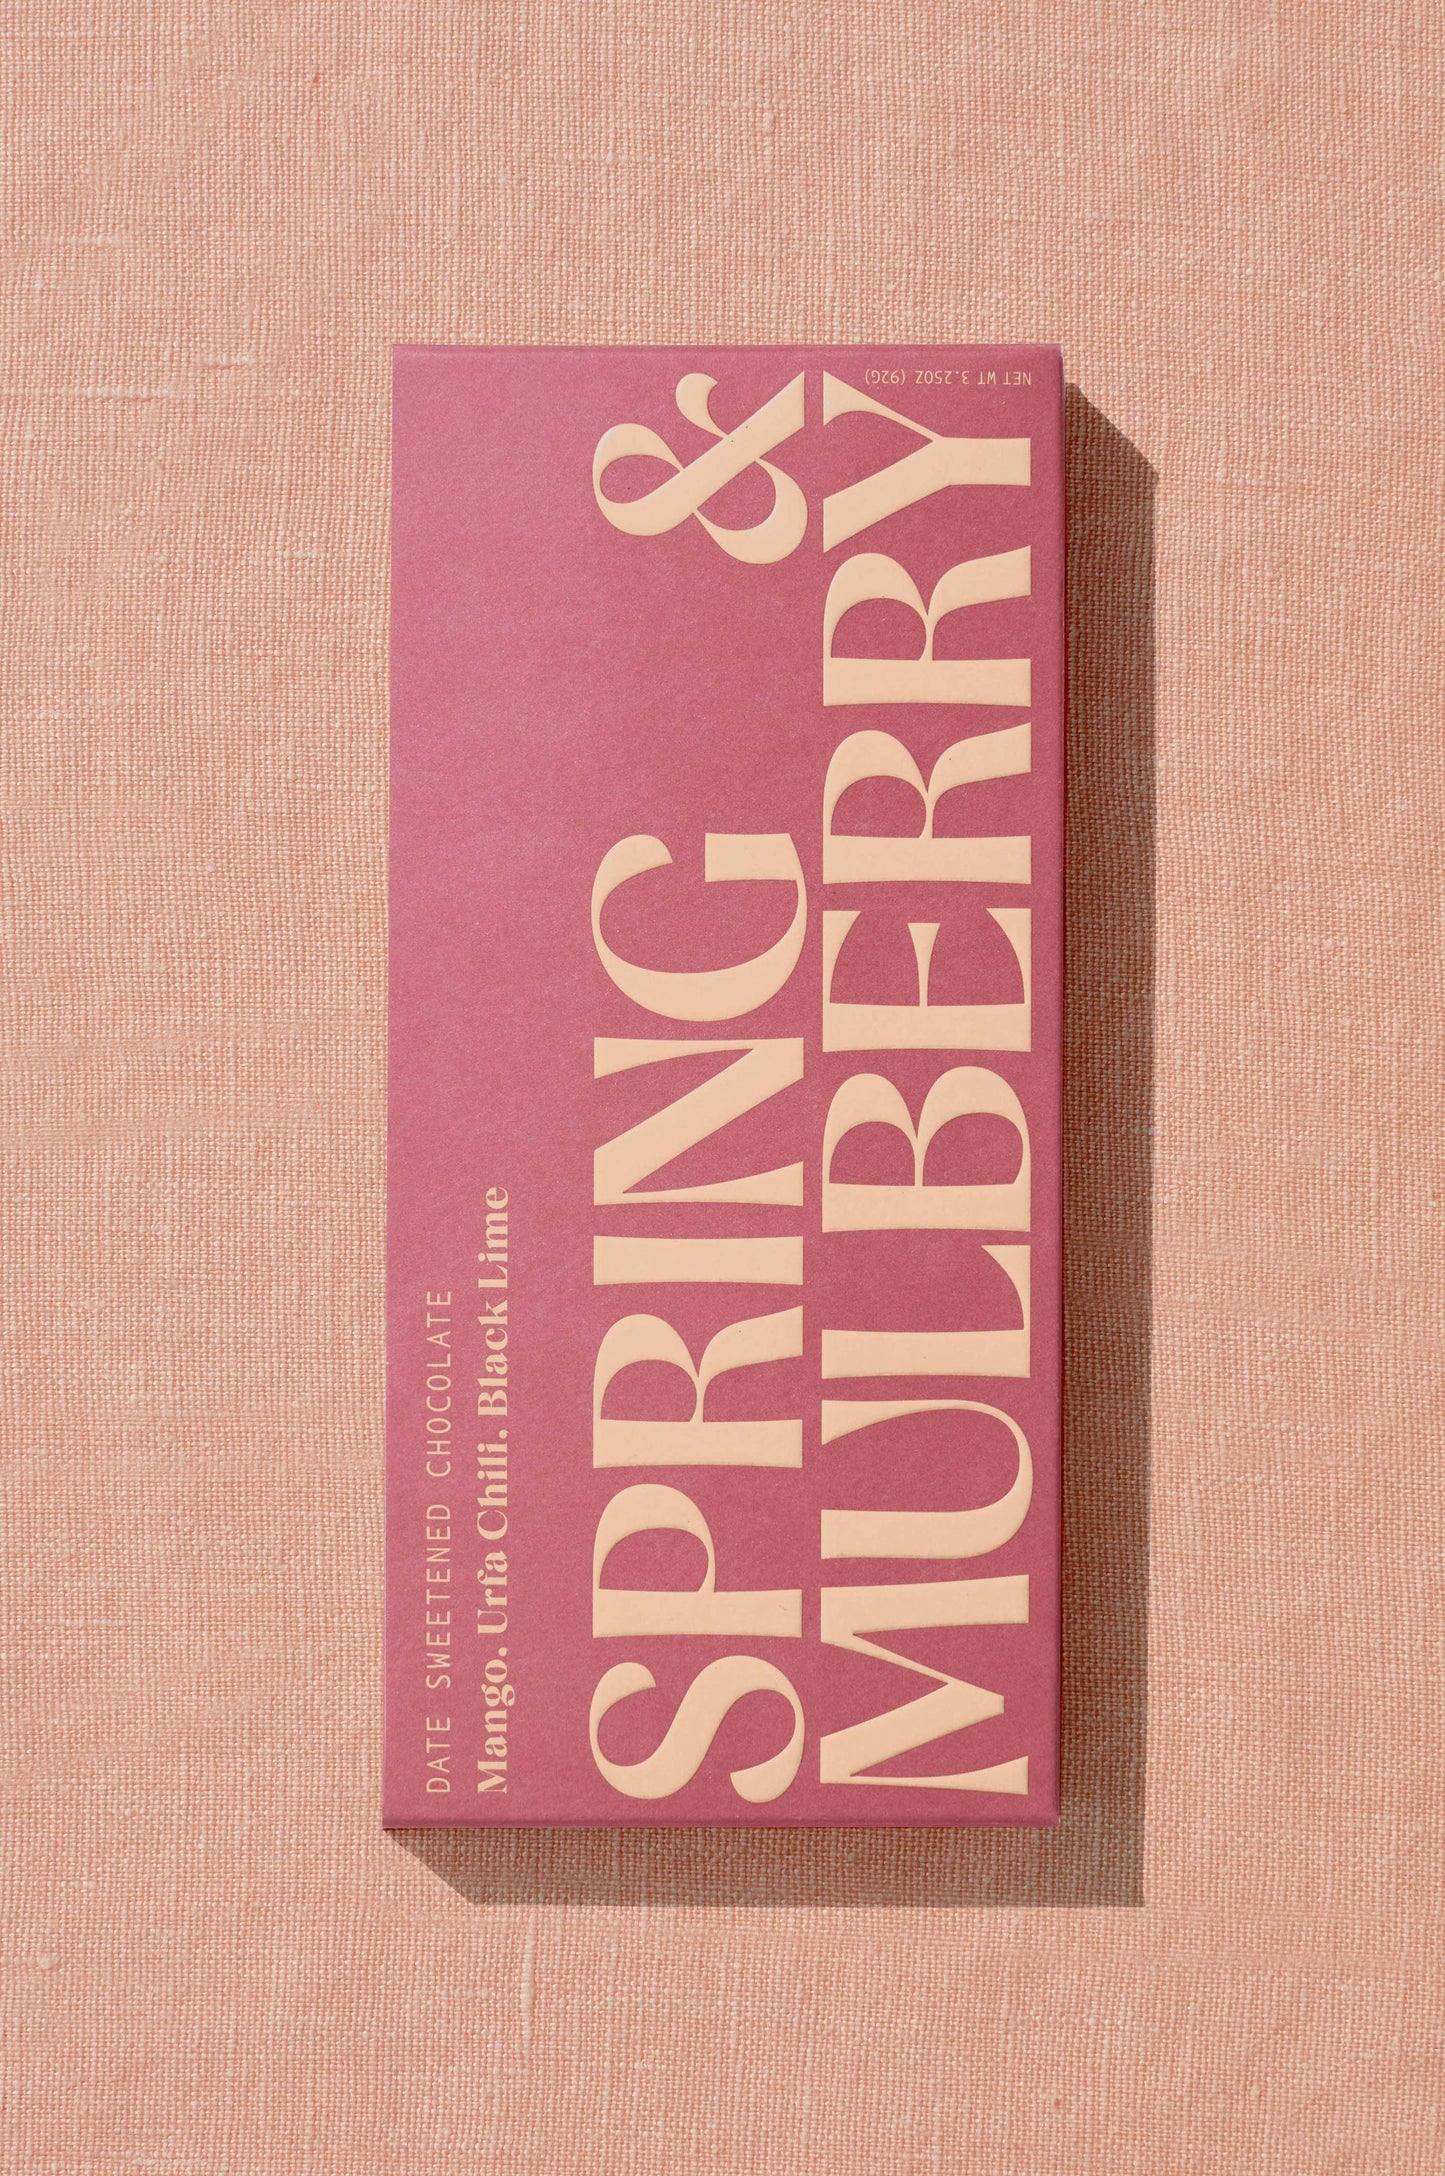 DATE SWEETENED CHOCOLATE
Mango, Urfa Chili, Black Lime
SPRING &
MULBERRY
NET WT 3.25OZ (92G)